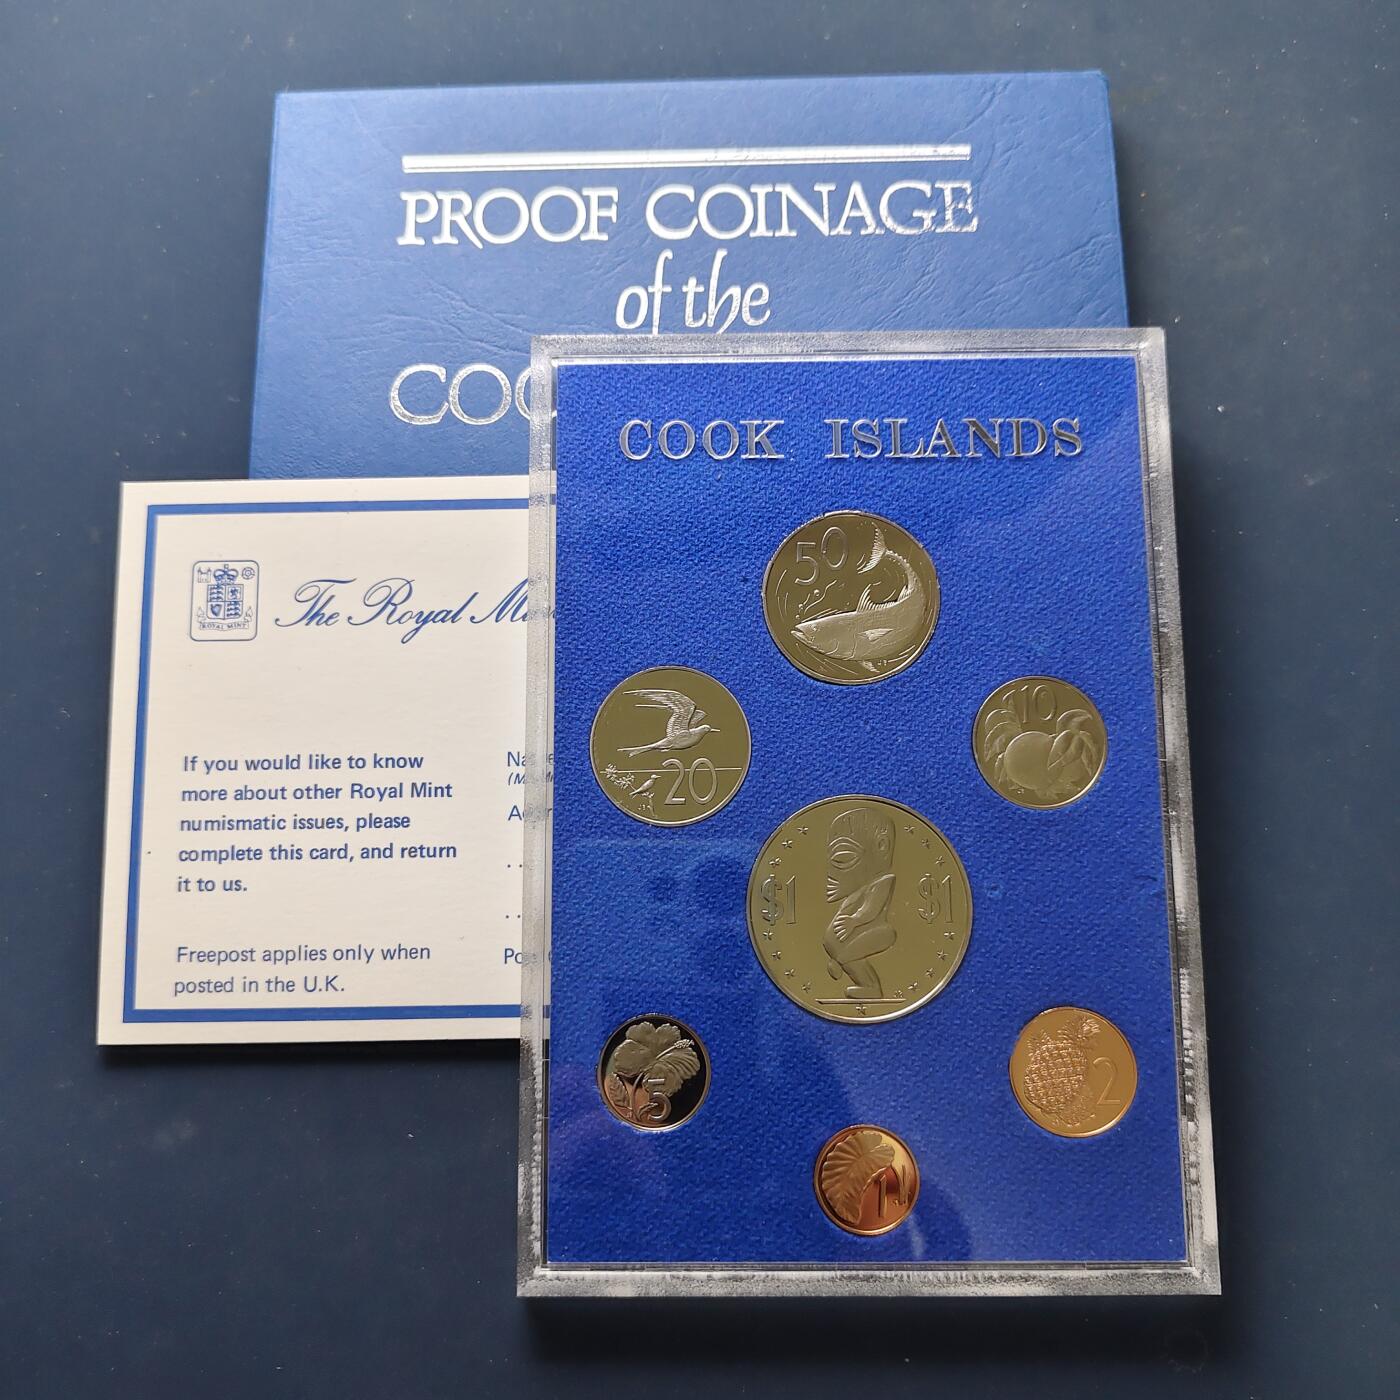 PROOF COINAGE
of the
COO
COOK ISLANDS
50
20
10
$1 $1
5
2
1
ROYAL MINT
The Royal M
If you would like to know
more about other Royal Mint
numismatic issues, please
complete this card, and return
it to us.
Freepost applies only when
posted in the U.K.